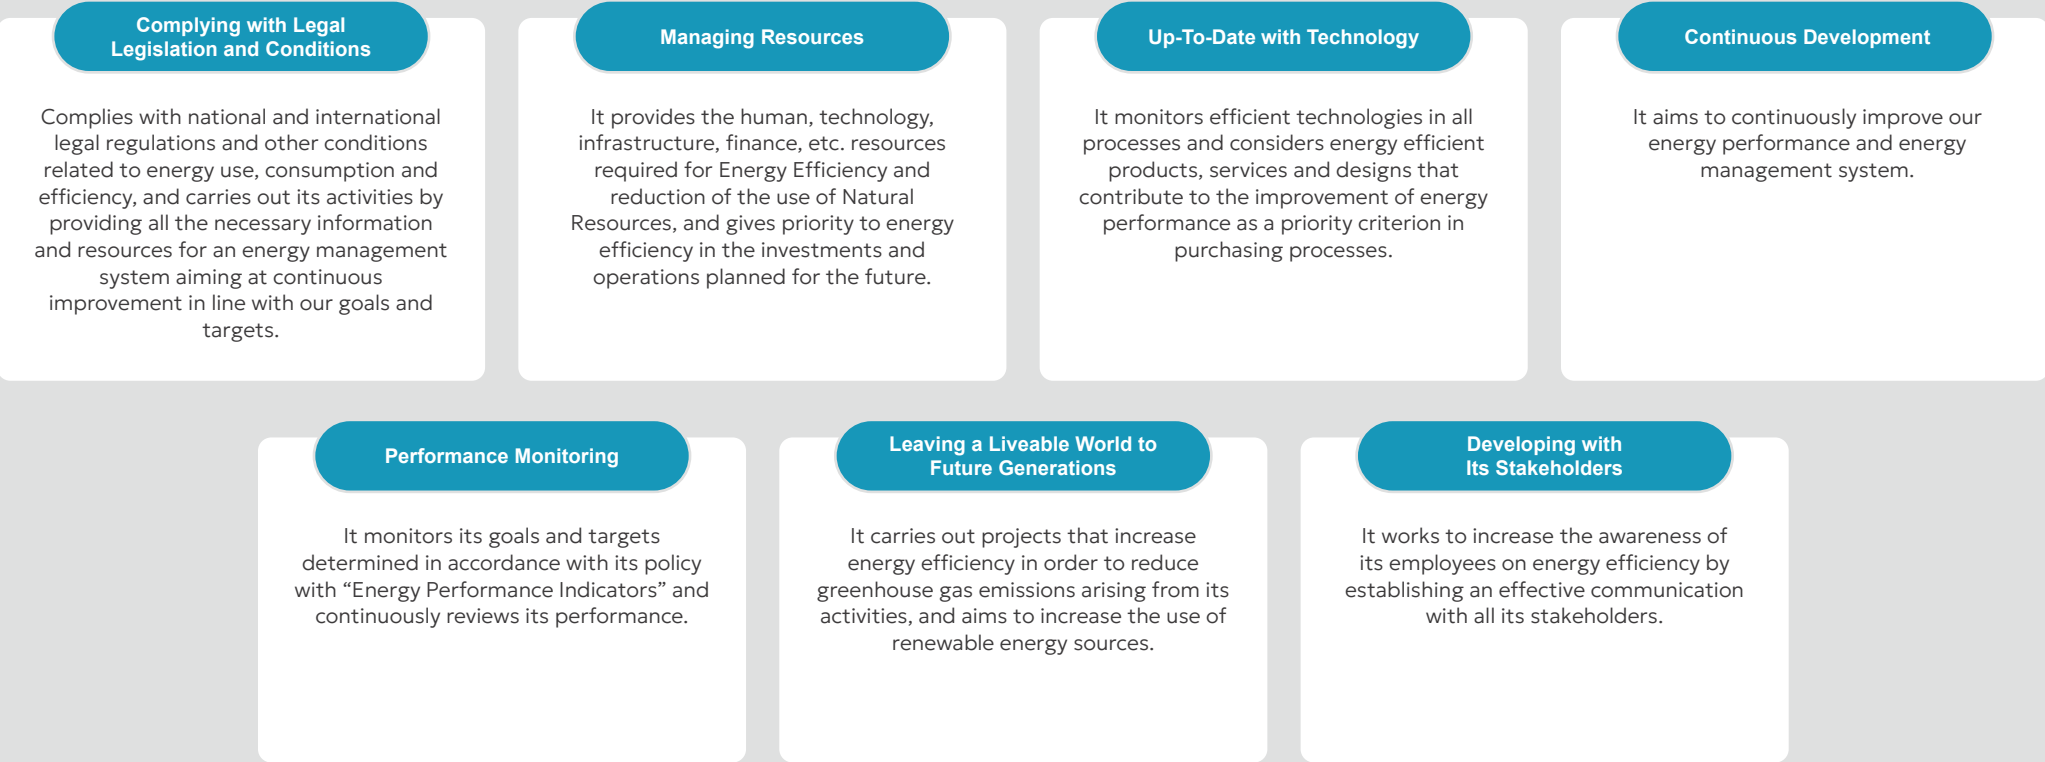 Complying with Legal
Legislation and Conditions
Complies with national and international
legal regulations and other conditions
related to energy use, consumption and
efficiency, and carries out its activities by
providing all the necessary information
and resources for an energy management
system aiming at continuous
improvement in line with our goals and
targets.
Managing Resources
It provides the human, technology,
infrastructure, finance, etc. resources
required for Energy Efficiency and
reduction of the use of Natural
Resources, and gives priority to energy
efficiency in the investments and
operations planned for the future.
Up-To-Date with Technology
It monitors efficient technologies in all
processes and considers energy efficient
products, services and designs that
contribute to the improvement of energy
performance as a priority criterion in
purchasing processes.
Continuous Development
It aims to continuously improve our
energy performance and energy
management system.
Performance Monitoring
It monitors its goals and targets
determined in accordance with its policy
with “Energy Performance Indicators” and
continuously reviews its performance.
Leaving a Liveable World to
Future Generations
It carries out projects that increase
energy efficiency in order to reduce
greenhouse gas emissions arising from its
activities, and aims to increase the use of
renewable energy sources.
Developing with
Its Stakeholders
It works to increase the awareness of
its employees on energy efficiency by
establishing an effective communication
with all its stakeholders.